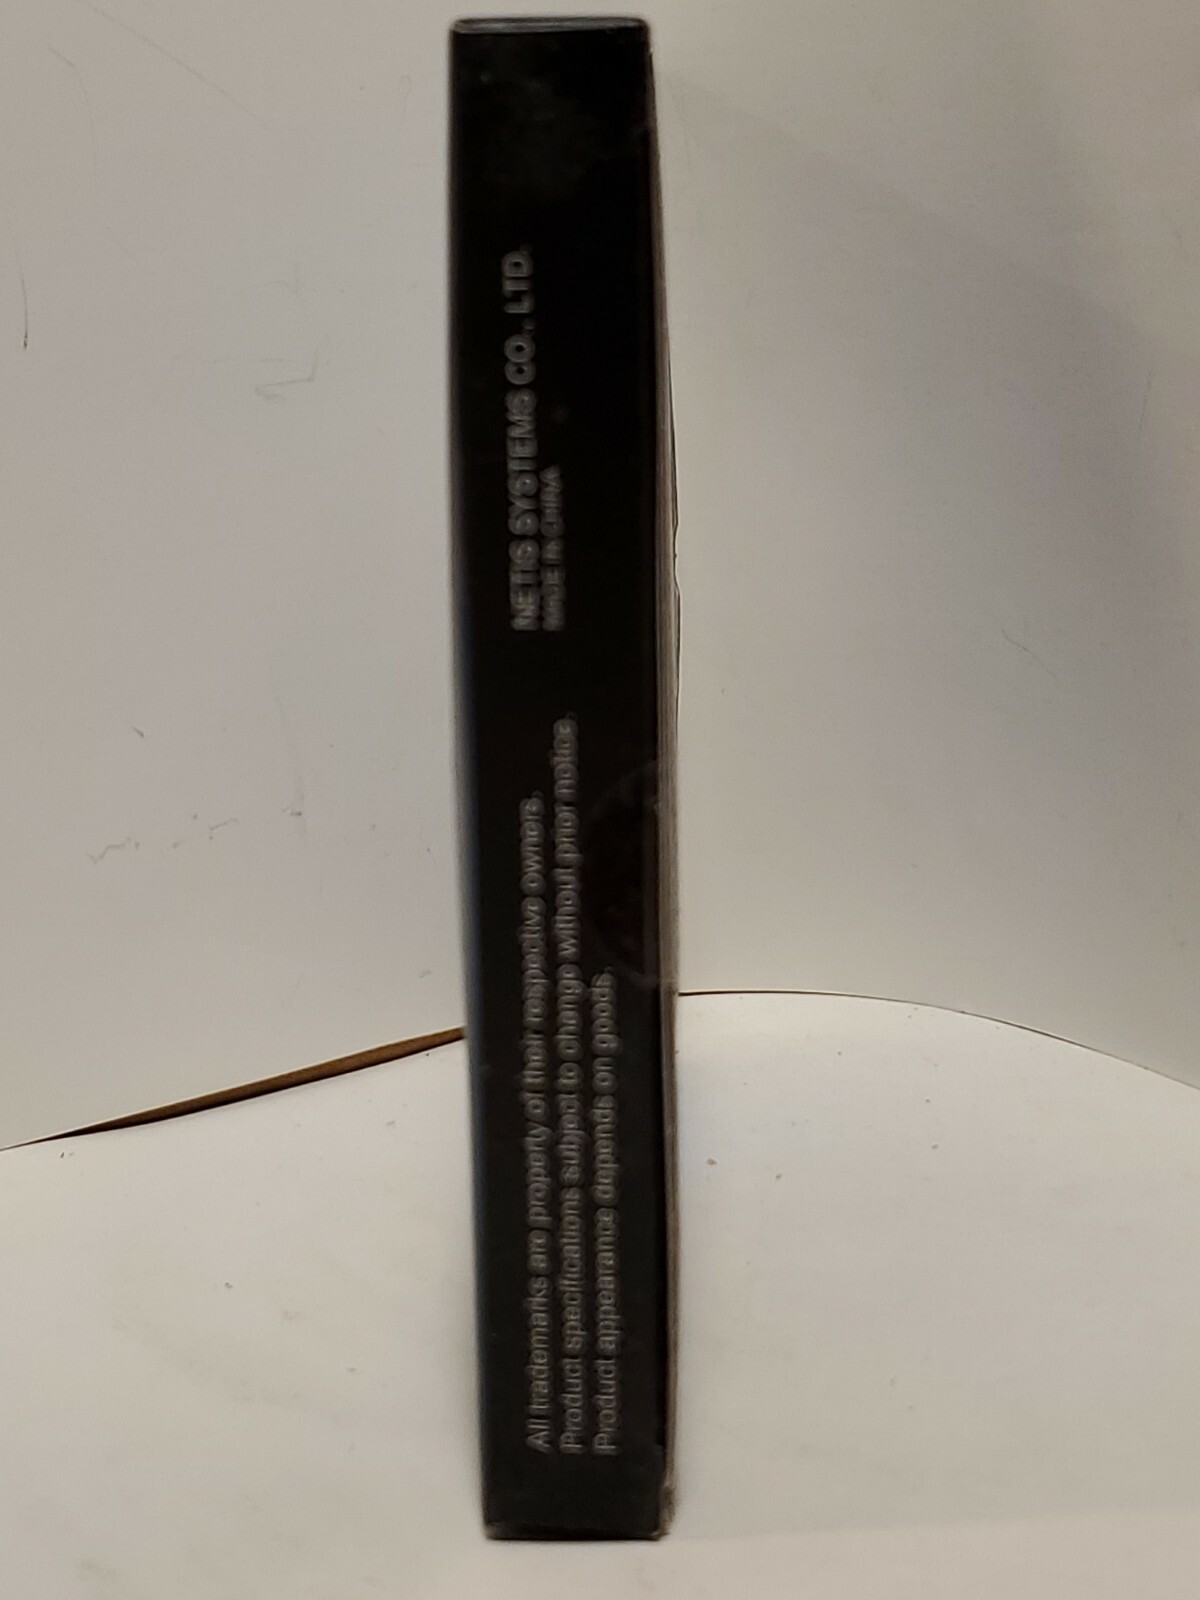 All trademarks are property of their respective owners.
Product specifications subject to change without prior notice.
Product appearance depends on goods.
NETIS SYSTEMS CO., LTD.
MADE IN CHINA